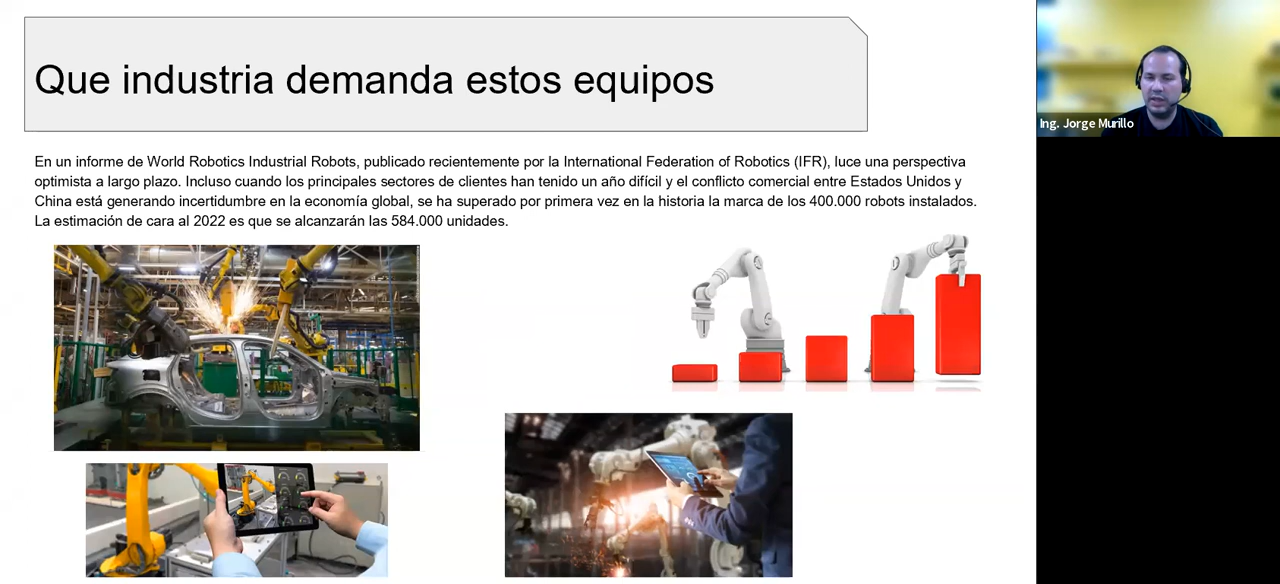 Que industria demanda estos equipos
En un informe de World Robotics Industrial Robots, publicado recientemente por la International Federation of Robotics (IFR), luce una perspectiva
optimista a largo plazo. Incluso cuando los principales sectores de clientes han tenido un año difícil y el conflicto comercial entre Estados Unidos y
China está generando incertidumbre en la economía global, se ha superado por primera vez en la historia la marca de los 400.000 robots instalados.
La estimación de cara al 2022 es que se alcanzarán las 584.000 unidades.
Ing. Jorge Murillo